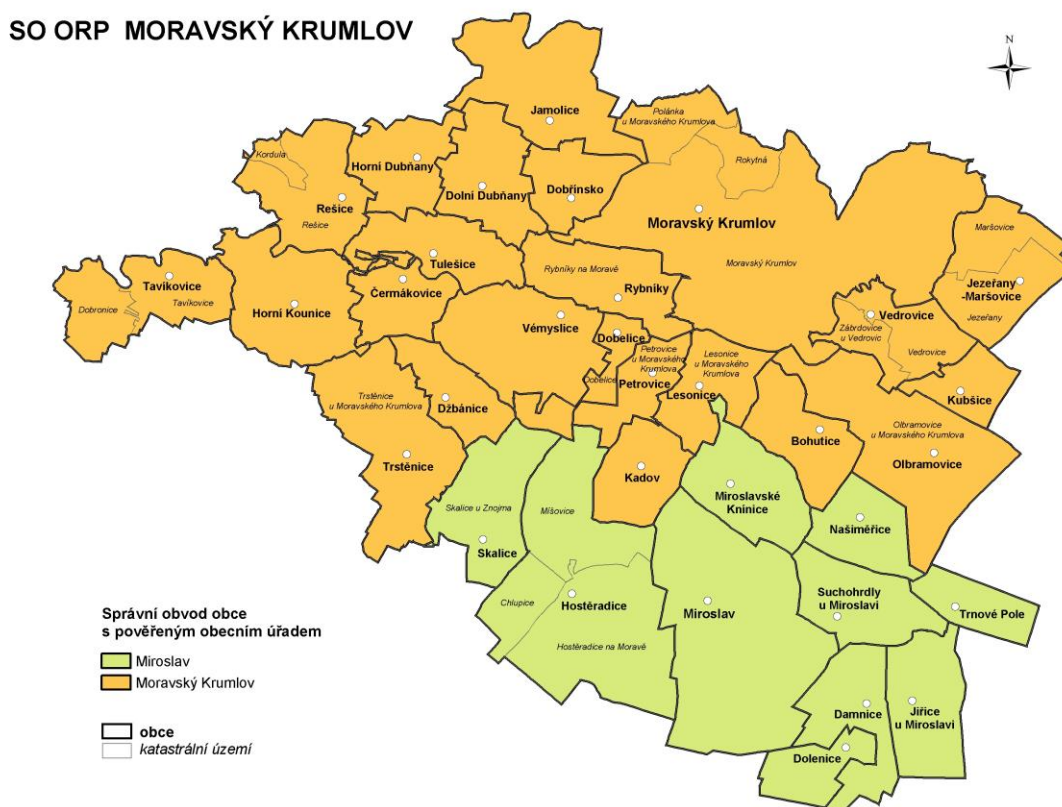 SO ORP MORAVSKÝ KRUMLOV
N
Jamolice
Polánka
u Moravského Krumlova
Kordula
Horní Dubňany
Rokytná
Dolní Dubňany
Dobřínsko
Rešice
Rešice
Moravský Krumlov
Maršovice
Tulešice
Rybníky na Moravě
Moravský Krumlov
Tavikovice
Tavíkovice
Čermákovice
Jezeřany
-Maršovice
Dobronice
Horní Kounice
Rybníky
Vémyslice
Vedrovice
Jezeřany
Zábrdovice
u Vedrovic
Dobelice
Vedrovice
Petrovice
u Moravského
Krumlova
Lesonice
u Moravského
Krumlova
Dobelice
Petrovice
Trstěnice
u Moravského Krumlova
Džbánice
Lesonice
Kubšice
Olbramovice
u Moravského Krumlova
Bohutice
Trstěnice
Olbramovice
Kadov
Miroslavské
Knínice
Skalice u Znojma
Míšovice
Našiměřice
Skalice
Chlupice
Hostěradice
Miroslav
Suchohrdly
u Miroslavi
Trnové Pole
Hostěradice na Moravě
Správní obvod obce
s pověřeným obecním úřadem
Miroslav
Moravský Krumlov
obce
katastrální území
Damnice
Jiřice
u Miroslavi
Dolenice